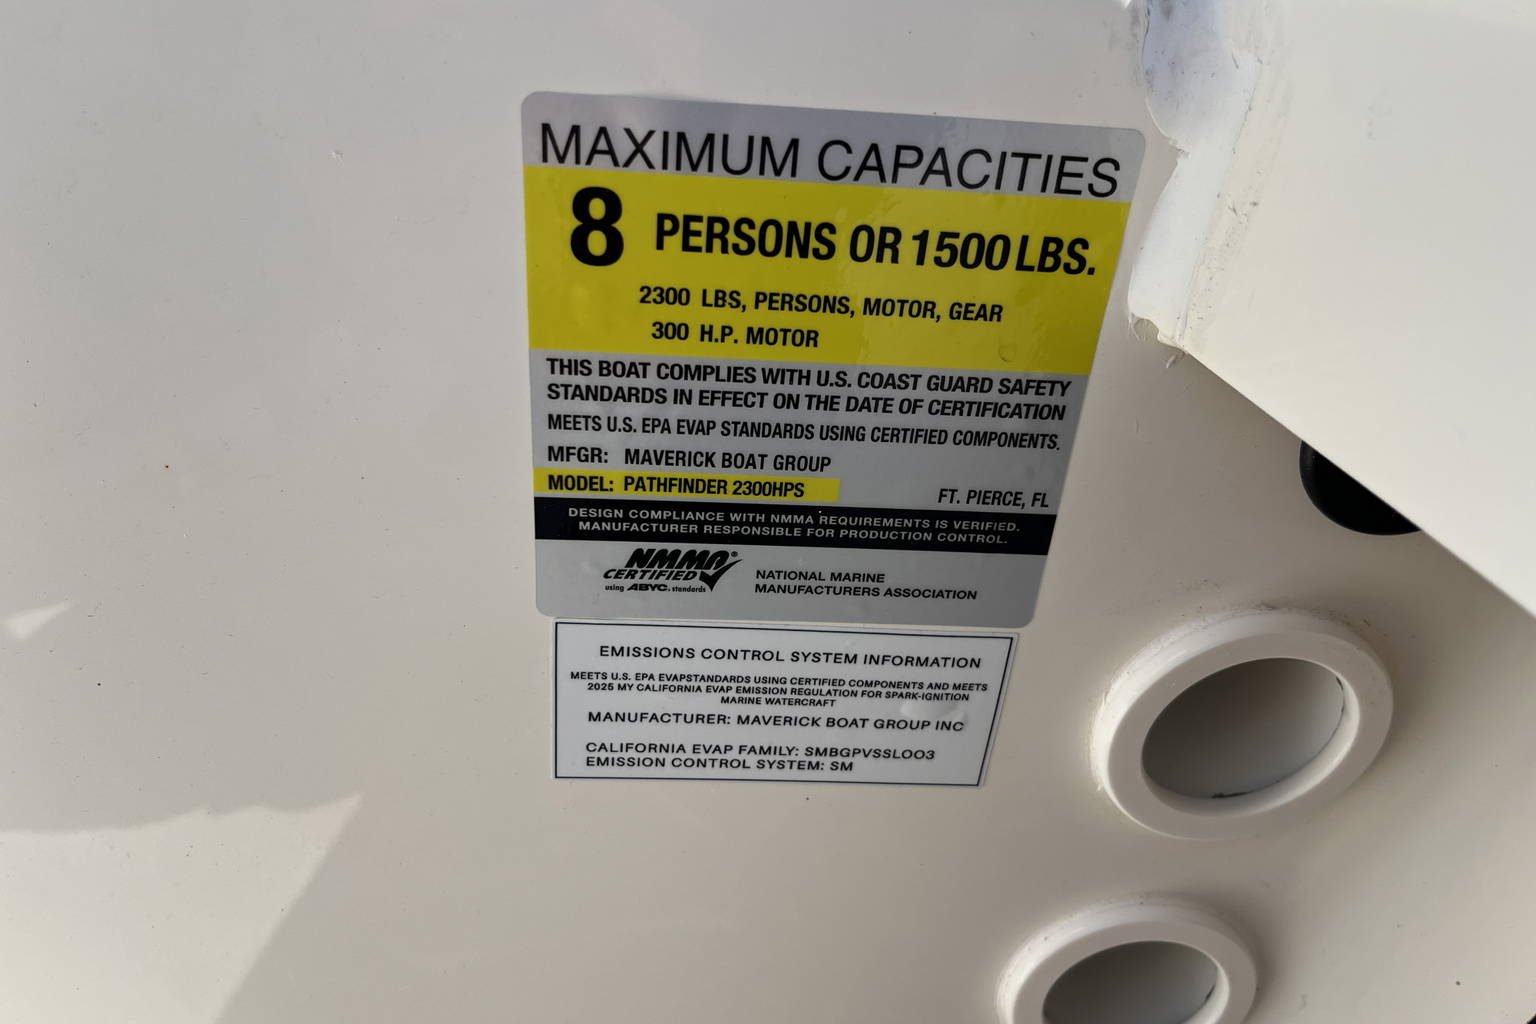 MAXIMUM CAPACITIES
8 PERSONS OR 1500 LBS.
2300 LBS, PERSONS, MOTOR, GEAR
300 H.P. MOTOR
THIS BOAT COMPLIES WITH U.S. COAST GUARD SAFETY
STANDARDS IN EFFECT ON THE DATE OF CERTIFICATION
MEETS U.S. EPA EVAP STANDARDS USING CERTIFIED COMPONENTS.
MFGR: MAVERICK BOAT GROUP
MODEL: PATHFINDER 2300HPS FT. PIERCE, FL
DESIGN COMPLIANCE WITH NMMA REQUIREMENTS IS VERIFIED.
MANUFACTURER RESPONSIBLE FOR PRODUCTION CONTROL.
NMMA®
CERTIFIED
using ABYC. standards
NATIONAL MARINE
MANUFACTURERS ASSOCIATION
EMISSIONS CONTROL SYSTEM INFORMATION
MEETS U.S. EPA EVAPSTANDARDS USING CERTIFIED COMPONENTS AND MEETS
2025 MY CALIFORNIA EVAP EMISSION REGULATION FOR SPARK-IGNITION
MARINE WATERCRAFT
MANUFACTURER: MAVERICK BOAT GROUP INC
CALIFORNIA EVAP FAMILY: SMBGPVSSL003
EMISSION CONTROL SYSTEM: SM